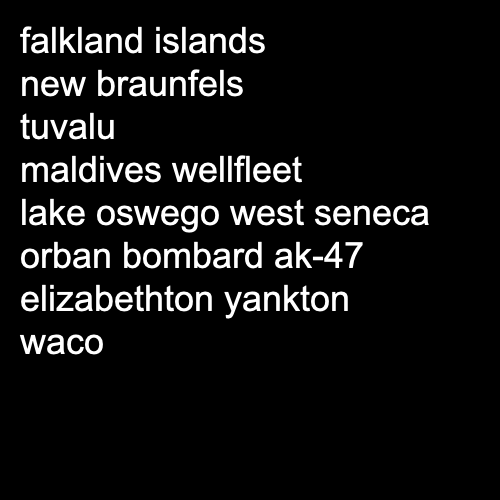 falkland islands
new braunfels
tuvalu
maldives wellfleet
lake oswego west seneca
orban bombard ak-47
elizabethton yankton
waco